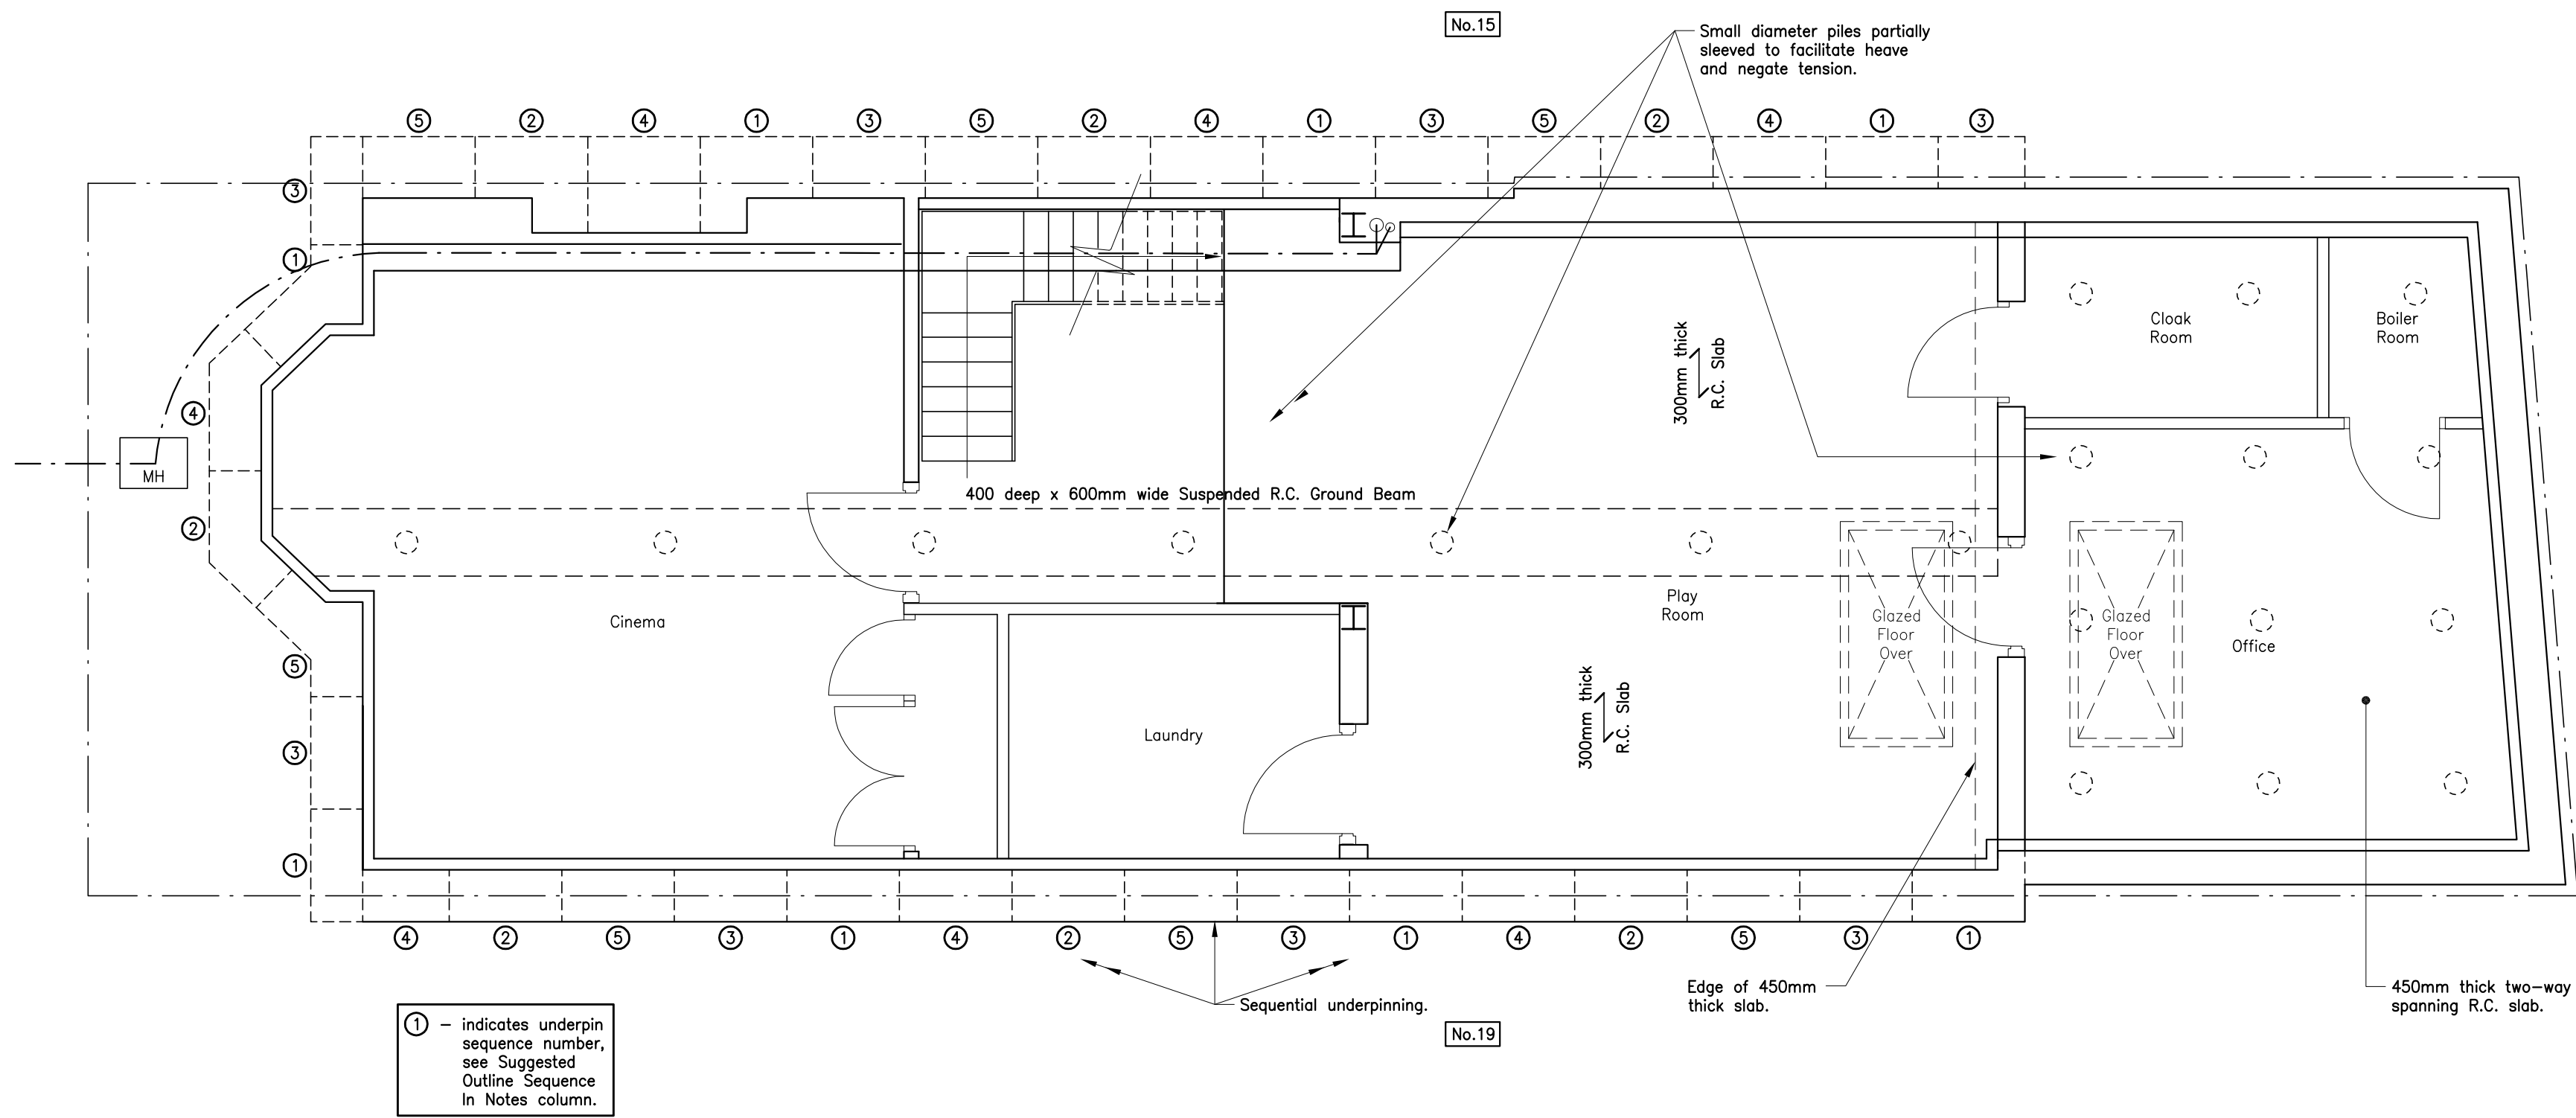 No.15
Small diameter piles partially
sleeved to facilitate heave
and negate tension.
5 2 4 1 3 5 2 4 1 3 5 2 4 1 3
3
1
4
2
5
3
1
MH
Cloak
Room
Boiler
Room
300mm thick
R.C. Slab
400 deep x 600mm wide Suspended R.C. Ground Beam
Cinema
Play
Room
Glazed
Floor
Over
Glazed
Floor
Over
Office
300mm thick
R.C. Slab
Laundry
4 2 5 3 1 4 2 5 3 1 4 2 5 3 1
Edge of 450mm
thick slab.
450mm thick two-way
spanning R.C. slab.
Sequential underpinning.
No.19
1 - indicates underpin
sequence number,
see Suggested
Outline Sequence
In Notes column.